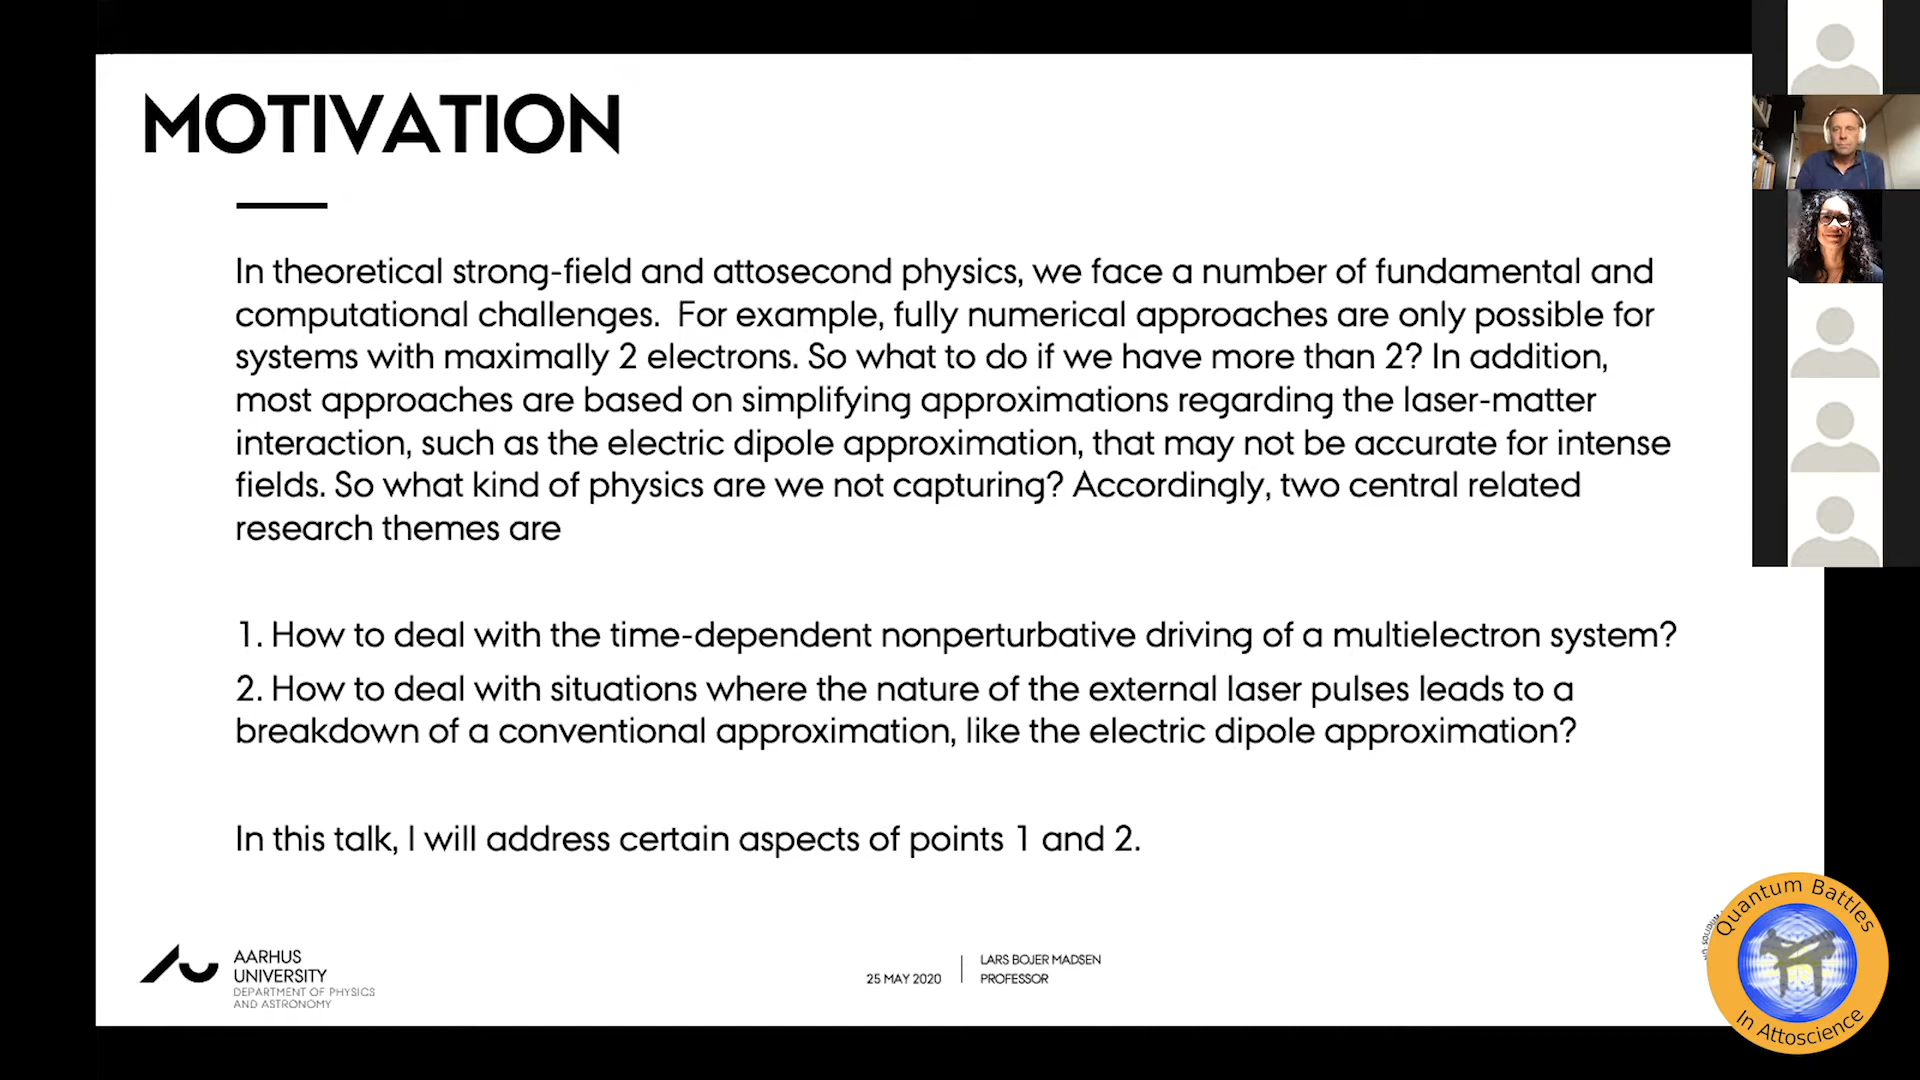 MOTIVATION
In theoretical strong-field and attosecond physics, we face a number of fundamental and
computational challenges.  For example, fully numerical approaches are only possible for
systems with maximally 2 electrons. So what to do if we have more than 2? In addition,
most approaches are based on simplifying approximations regarding the laser-matter
interaction, such as the electric dipole approximation, that may not be accurate for intense
fields. So what kind of physics are we not capturing? Accordingly, two central related
research themes are
1. How to deal with the time-dependent nonperturbative driving of a multielectron system?
2. How to deal with situations where the nature of the external laser pulses leads to a
breakdown of a conventional approximation, like the electric dipole approximation?
In this talk, I will address certain aspects of points 1 and 2.
AARHUS
UNIVERSITY
DEPARTMENT OF PHYSICS
AND ASTRONOMY
25 MAY 2020
LARS BOJER MADSEN
PROFESSOR
Quantum Battles
In Attoscience